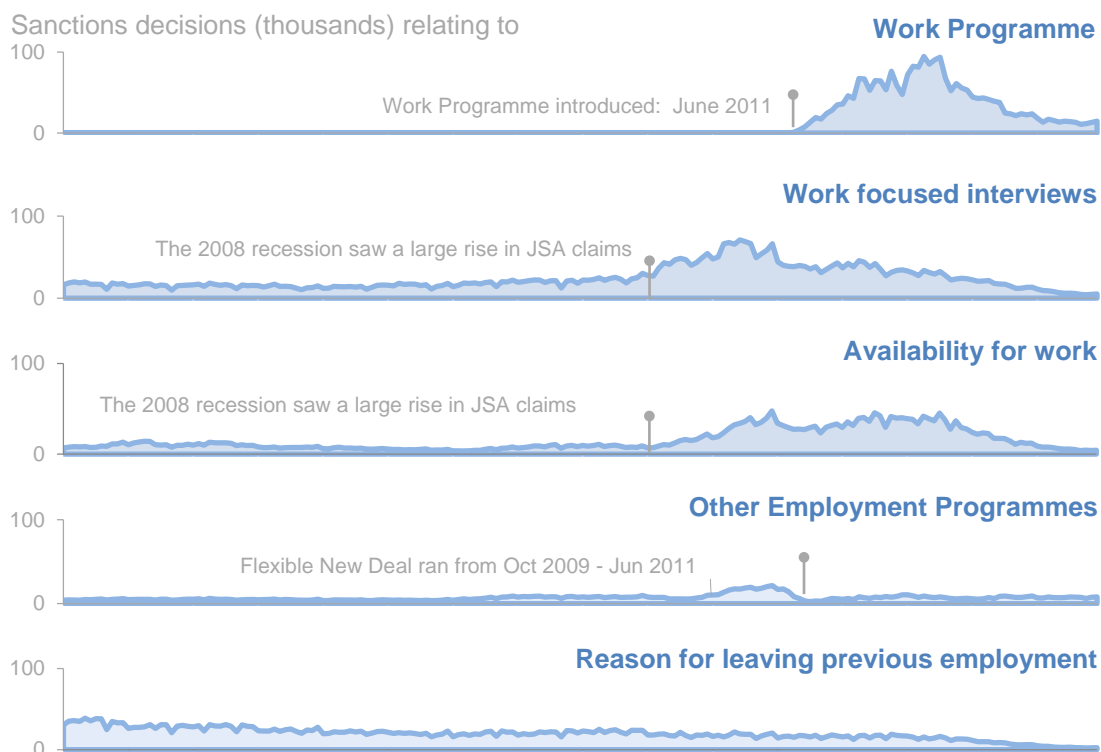 Sanctions decisions (thousands) relating to
Work Programme
100
Work Programme introduced: June 2011
0
Work focused interviews
100
The 2008 recession saw a large rise in JSA claims
0
Availability for work
100
The 2008 recession saw a large rise in JSA claims
0
Other Employment Programmes
100
Flexible New Deal ran from Oct 2009 - Jun 2011
0
Reason for leaving previous employment
100
0